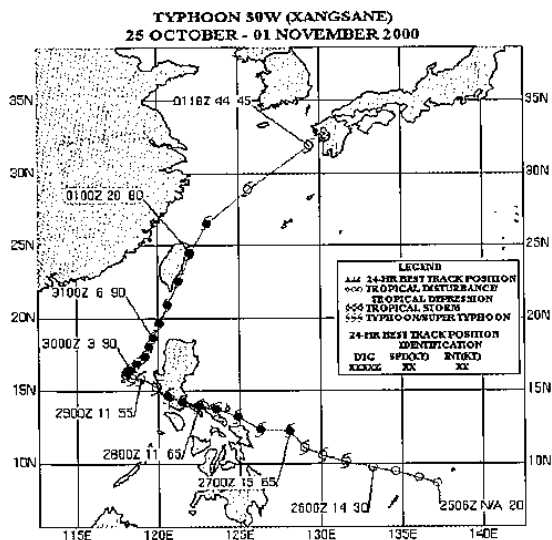 TYPHOON 30W (XANGSANE)
25 OCTOBER - 01 NOVEMBER 2000
35N
35N
0118Z 44 45
30N
30N
0100Z 28 80
25N
25N
LEGEND
24-HR BEST TRACK POSITION
TROPICAL DISTURBANCE/
TROPICAL DEPRESSION
TROPICAL STORM
TYPHOON/SUPER TYPHOON
24-HR BEST TRACK POSITION
IDENTIFICATION
DTG SPD(KT) INT(KT)
XXXXZ XX XX
3100Z 6 90
20N
20N
3000Z 3 90
15N
15N
2900Z 11 55
2800Z 11 65
2700Z 15 65
10N
10N
2600Z 14 30
2506Z N/A 20
115E
120E
125E
130E
135E
140E